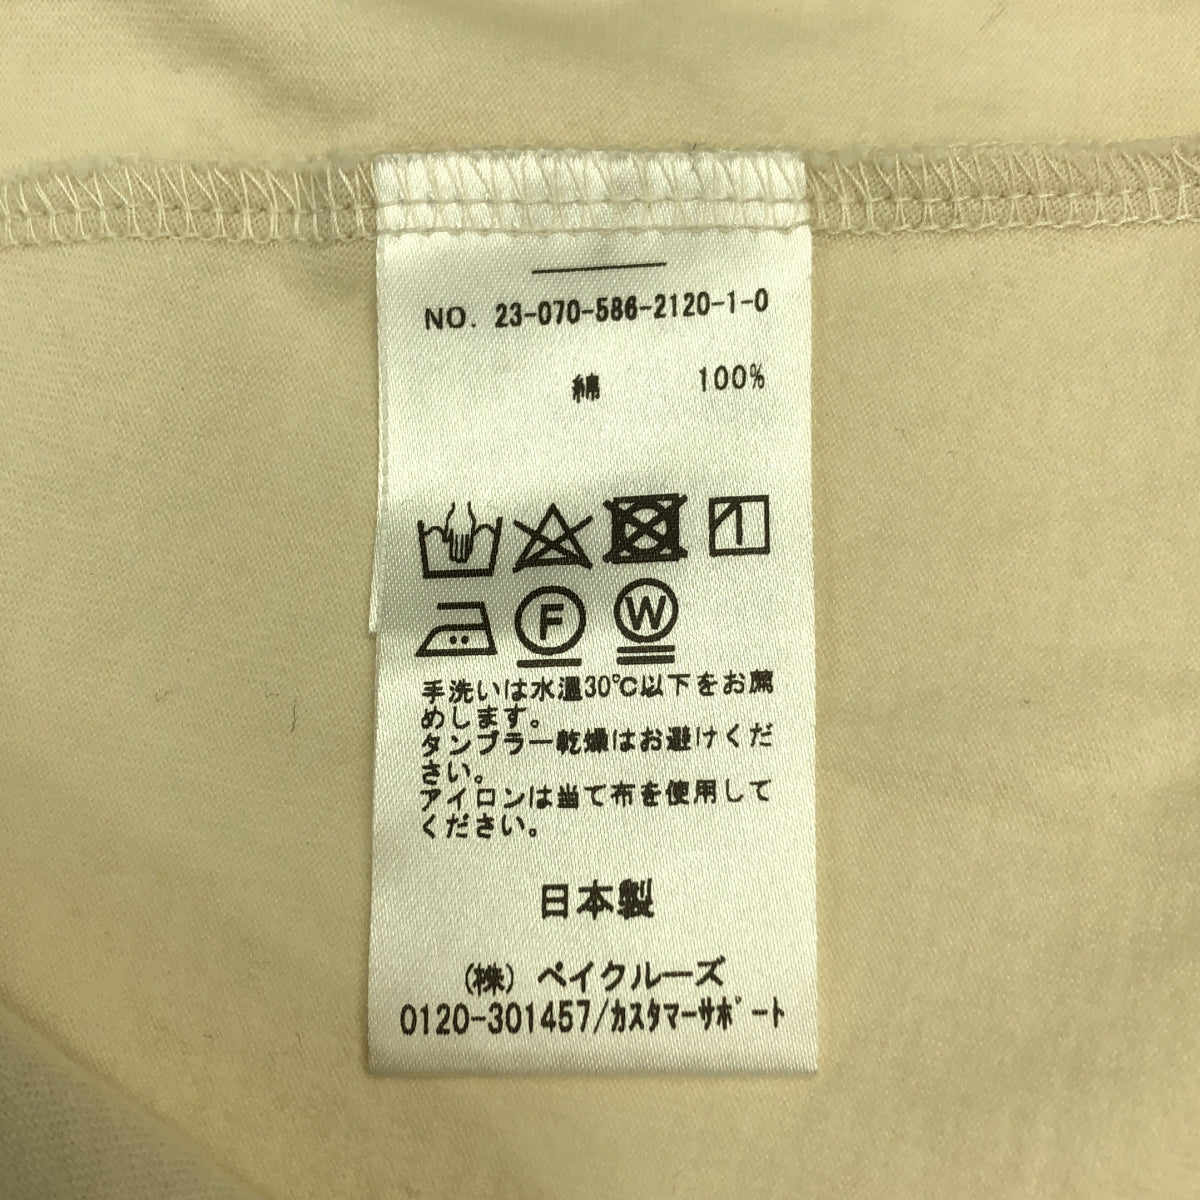 NO. 23-070-586-2120-1-0
綿 100%
F W
手洗いは水温30℃以下をお薦
めします。
タンブラー乾燥はお避けくだ
さい。
アイロンは当て布を使用して
ください。
日本製
(株) ベイクルーズ
0120-301457/カスタマーサポート